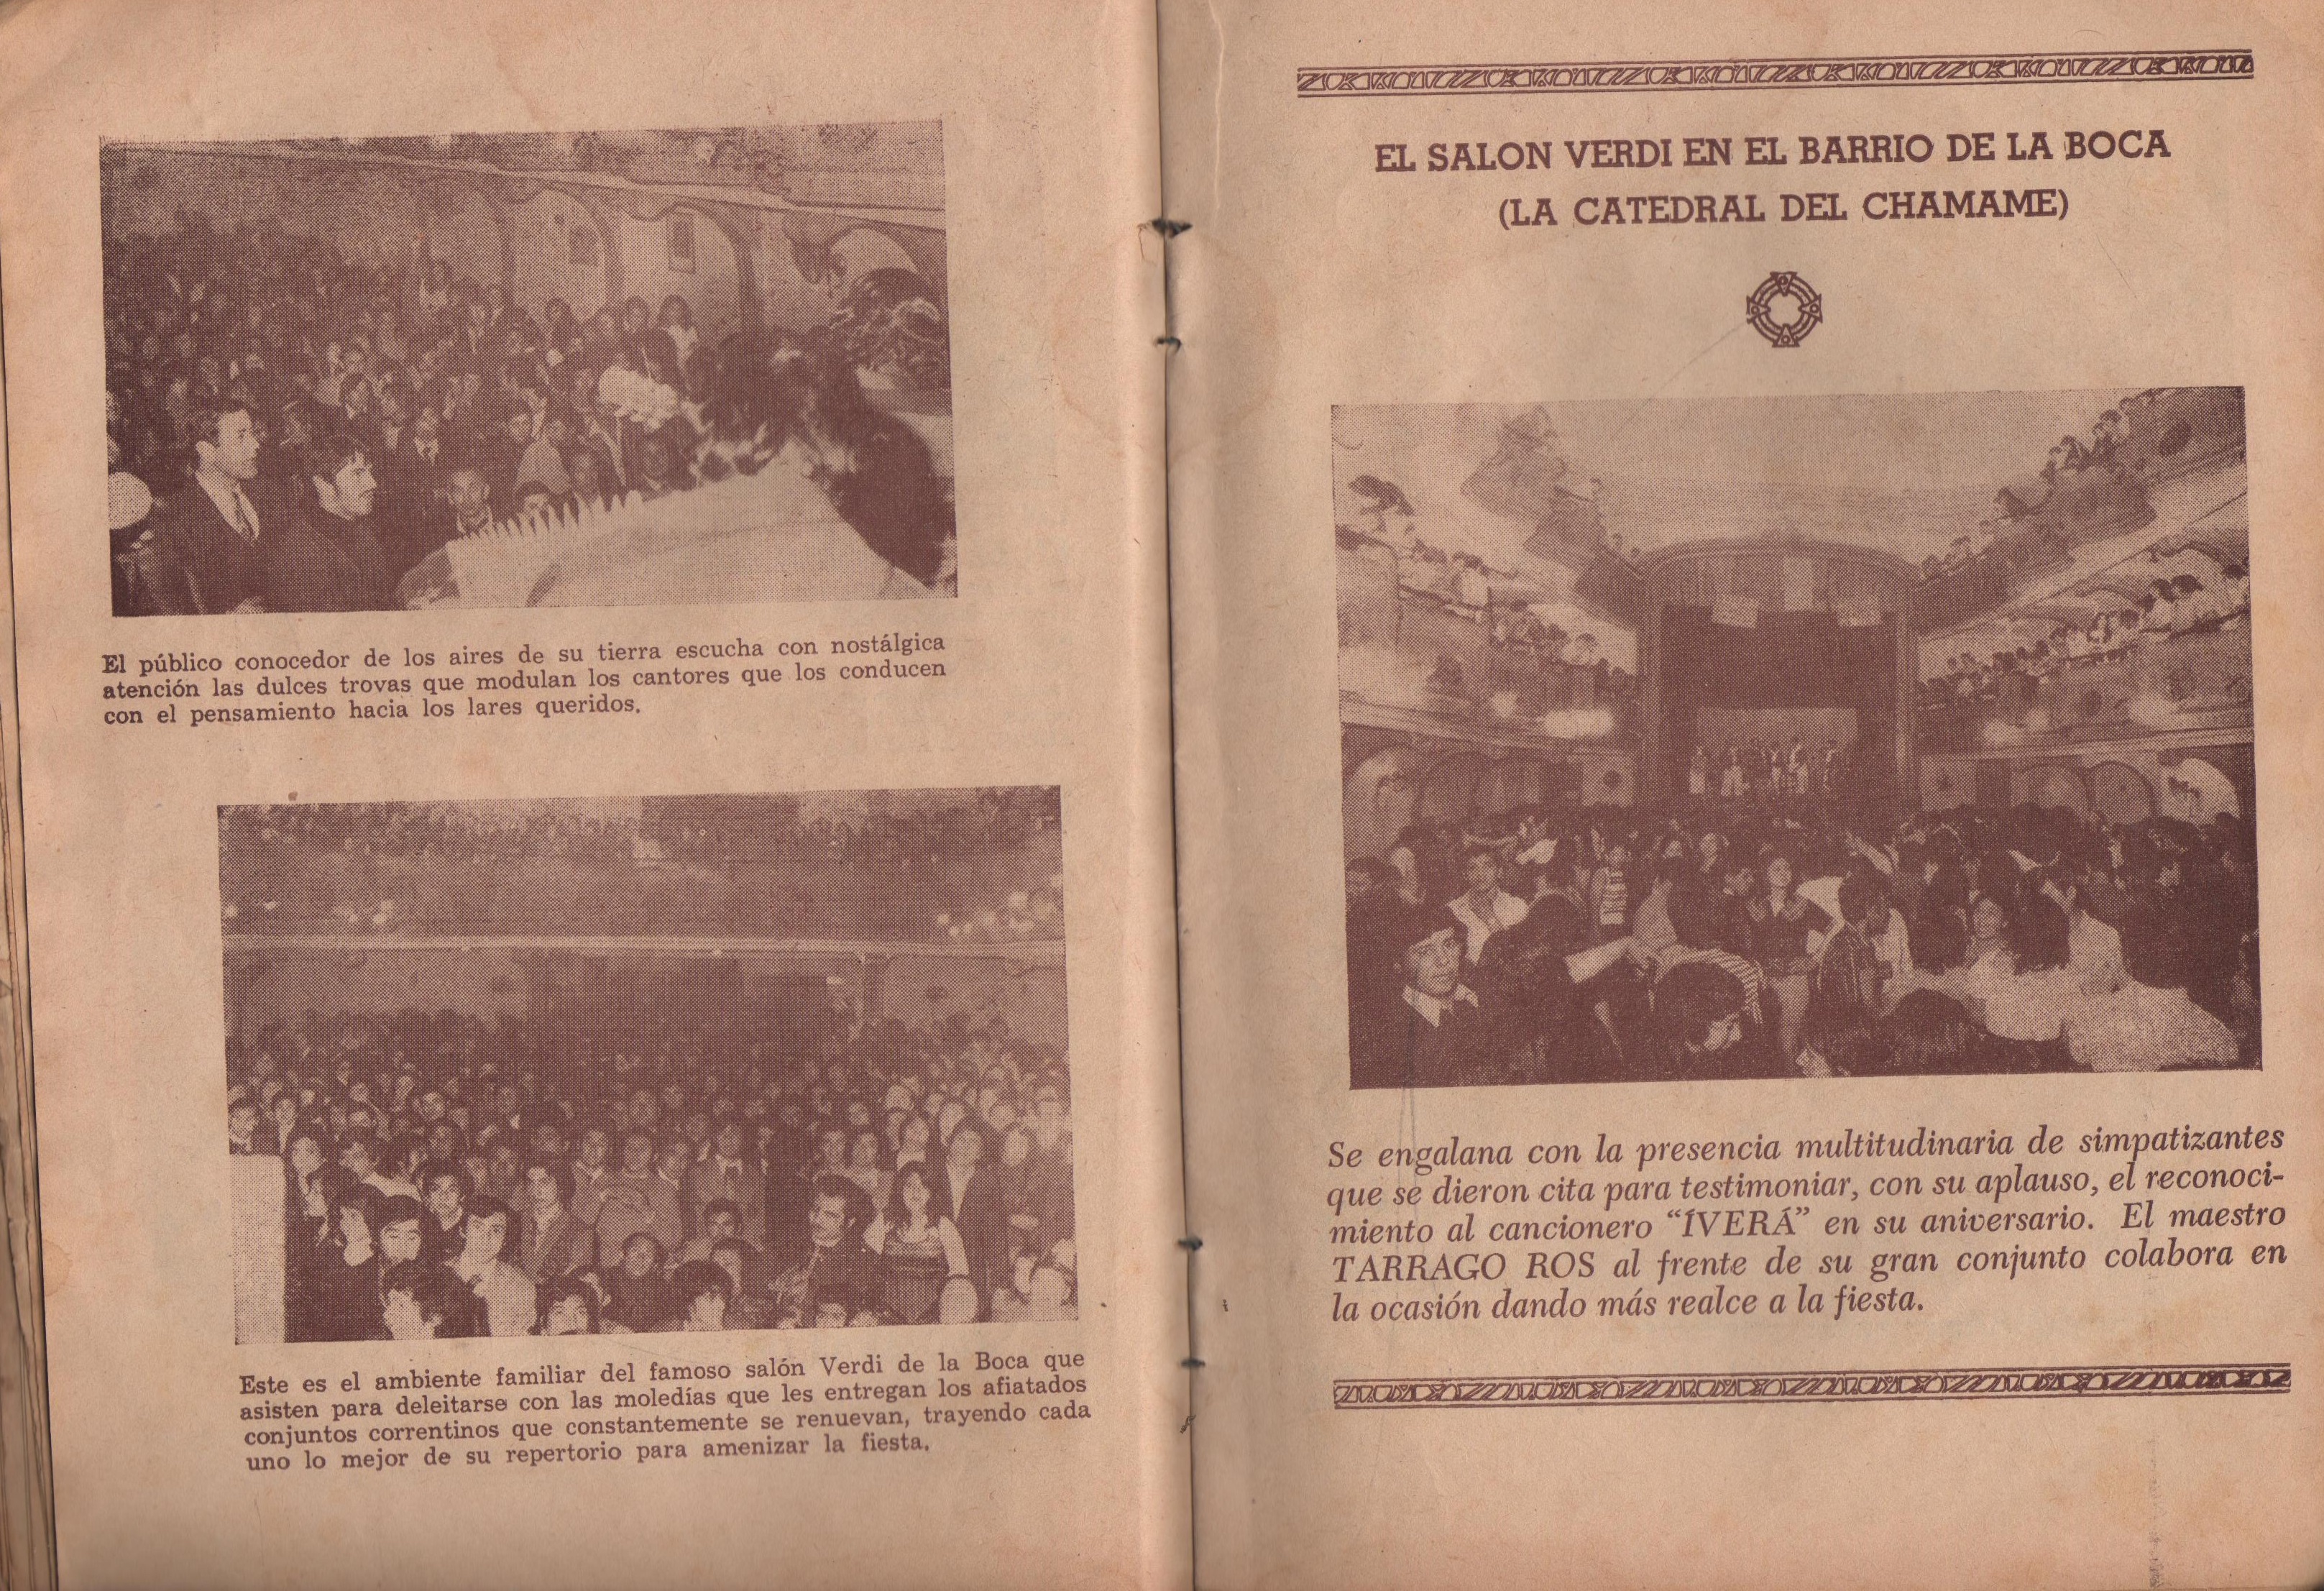 El público conocedor de los aires de su tierra escucha con nostálgica
atención las dulces trovas que modulan los cantores que los conducen
con el pensamiento hacia los lares queridos.
Este es el ambiente familiar del famoso salón Verdi de la Boca que
asisten para deleitarse con las moledías que les entregan los afiatados
conjuntos correntinos que constantemente se renuevan, trayendo cada
uno lo mejor de su repertorio para amenizar la fiesta.
EL SALON VERDI EN EL BARRIO DE LA BOCA
(LA CATEDRAL DEL CHAMAME)
Se engalana con la presencia multitudinaria de simpatizantes
que se dieron cita para testimoniar, con su aplauso, el reconoci-
miento al cancionero “ÍVERÁ” en su aniversario. El maestro
TARRAGO ROS al frente de su gran conjunto colabora en
la ocasión dando más realce a la fiesta.